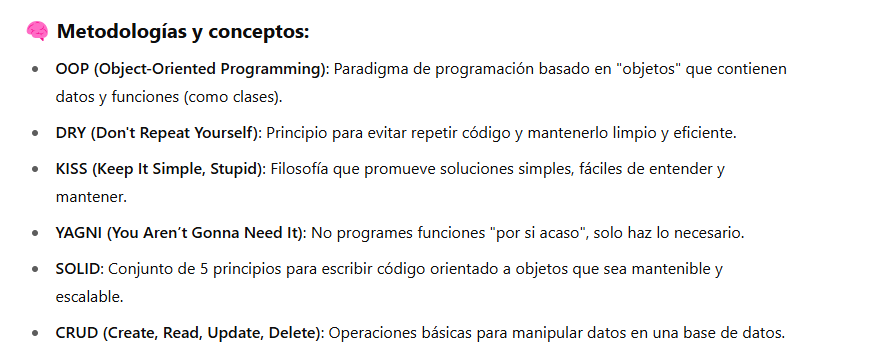 🧠 Metodologías y conceptos:
• OOP (Object-Oriented Programming): Paradigma de programación basado en "objetos" que contienen
datos y funciones (como clases).
• DRY (Don't Repeat Yourself): Principio para evitar repetir código y mantenerlo limpio y eficiente.
• KISS (Keep It Simple, Stupid): Filosofía que promueve soluciones simples, fáciles de entender y
mantener.
• YAGNI (You Aren’t Gonna Need It): No programes funciones "por si acaso", solo haz lo necesario.
• SOLID: Conjunto de 5 principios para escribir código orientado a objetos que sea mantenible y
escalable.
• CRUD (Create, Read, Update, Delete): Operaciones básicas para manipular datos en una base de datos.